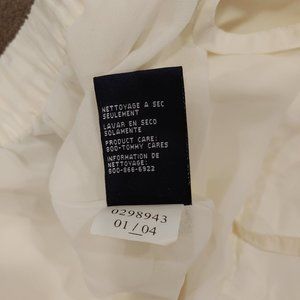 NETTOYAGE A SEC
SEULEMENT
LAVAR EN SECO
SOLAMENTE
PRODUCT CARE:
800-TOMMY CARES
INFORMATION DE
NETTOYAGE:
800-866-6922
0298943
01/04